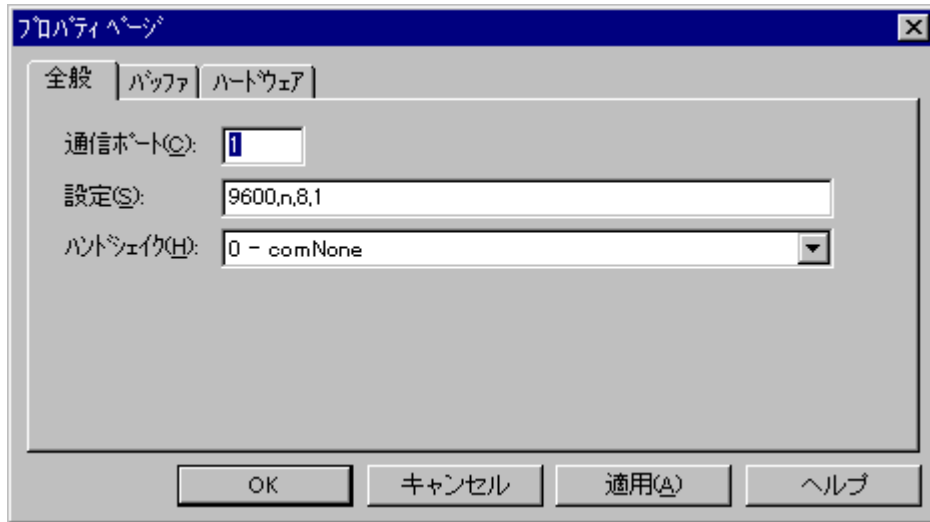 ﾌﾟﾛﾊﾟﾃｨ ﾍﾟｰｼﾞ
全般 ﾊﾞｯﾌｧ ﾊｰﾄﾞｳｪｱ
通信ﾎﾟｰﾄ(C): 1
設定(S): 9600,n,8,1
ﾊﾝﾄﾞｼｪｲｸ(H): 0 - comNone
OK キャンセル 適用(A) ヘルプ